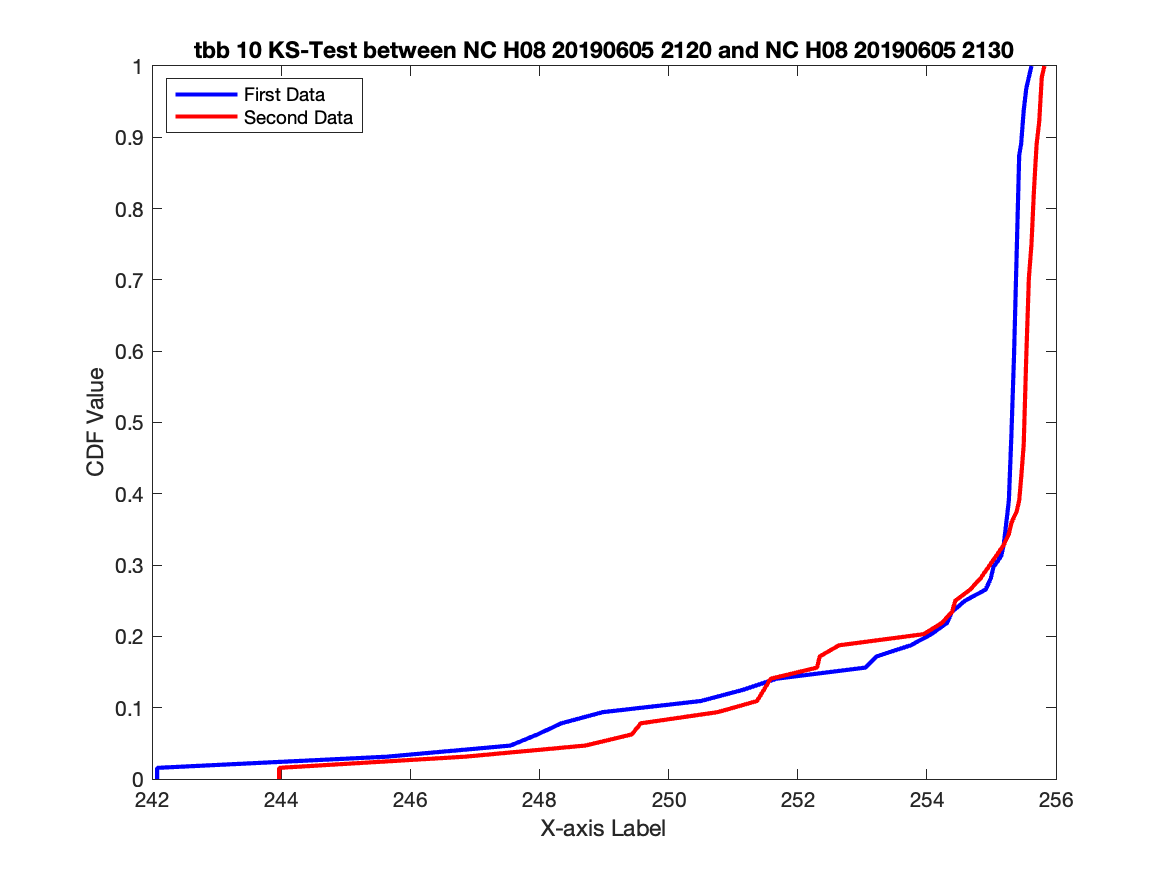 tbb 10 KS-Test between NC H08 20190605 2120 and NC H08 20190605 2130
First Data
Second Data
1
0.9
0.8
0.7
0.6
0.5
0.4
0.3
0.2
0.1
0
CDF Value
242 244 246 248 250 252 254 256
X-axis Label